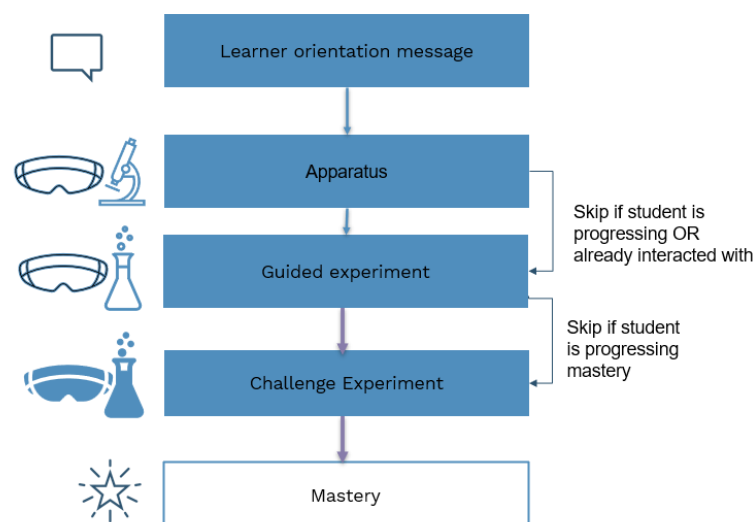 Learner orientation message
Apparatus
Skip if student is
progressing OR
already interacted with
Guided experiment
Skip if student
is progressing
mastery
Challenge Experiment
Mastery